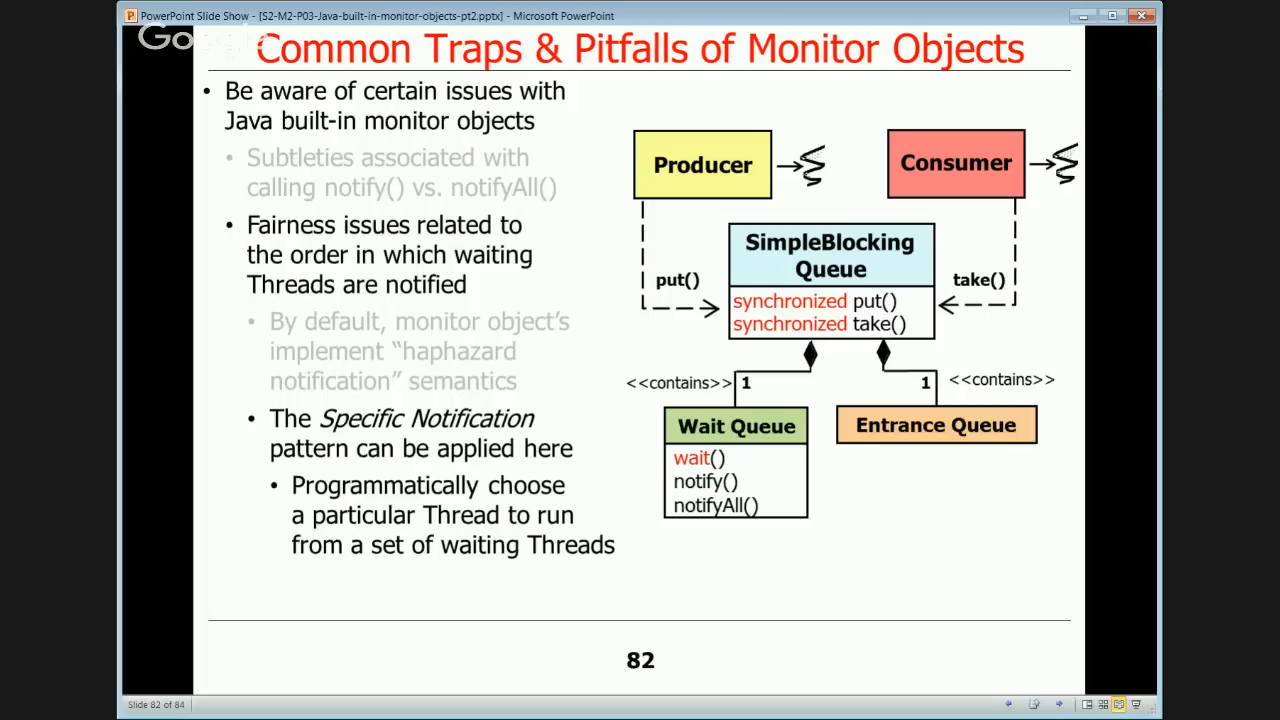 PowerPoint Slide Show - [S2-M2-P03-Java-built-in-monitor-objects-pt2.pptx] - Microsoft PowerPoint
Google
Common Traps & Pitfalls of Monitor Objects
• Be aware of certain issues with
Java built-in monitor objects
• Subtleties associated with
calling notify() vs. notifyAll()
• Fairness issues related to
the order in which waiting
Threads are notified
• By default, monitor object's
implement “haphazard
notification” semantics
• The Specific Notification
pattern can be applied here
• Programmatically choose
a particular Thread to run
from a set of waiting Threads
Producer
Consumer
SimpleBlocking
Queue
put()
take()
synchronized put()
synchronized take()
<<contains>>
1
1
<<contains>>
Wait Queue
Entrance Queue
wait()
notify()
notifyAll()
82
Slide 82 of 84